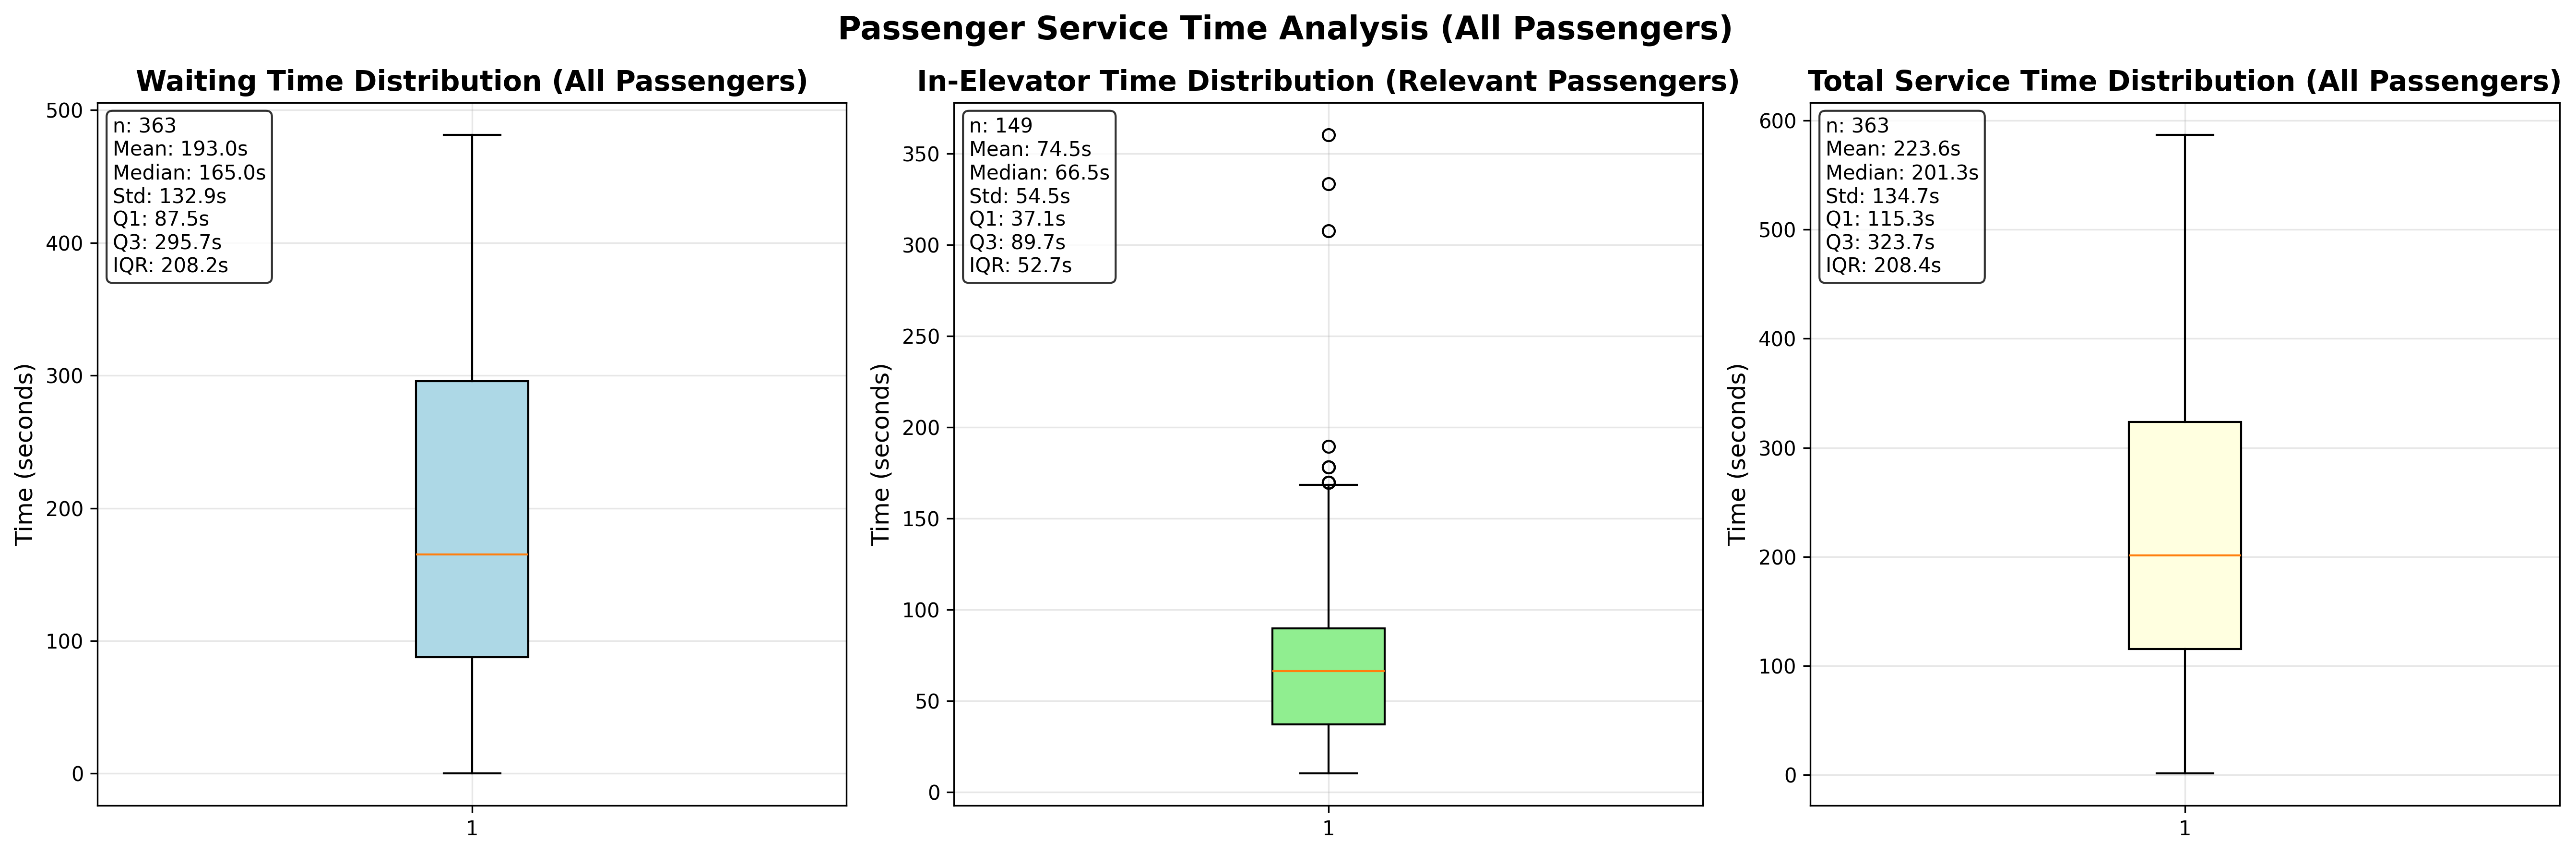 Passenger Service Time Analysis (All Passengers)
Waiting Time Distribution (All Passengers)
n: 363
Mean: 193.0s
Median: 165.0s
Std: 132.9s
Q1: 87.5s
Q3: 295.7s
IQR: 208.2s
500
400
300
200
100
0
Time (seconds)
1
In-Elevator Time Distribution (Relevant Passengers)
n: 149
Mean: 74.5s
Median: 66.5s
Std: 54.5s
Q1: 37.1s
Q3: 89.7s
IQR: 52.7s
350
300
250
200
150
100
50
0
Time (seconds)
1
Total Service Time Distribution (All Passengers)
n: 363
Mean: 223.6s
Median: 201.3s
Std: 134.7s
Q1: 115.3s
Q3: 323.7s
IQR: 208.4s
600
500
400
300
200
100
0
Time (seconds)
1